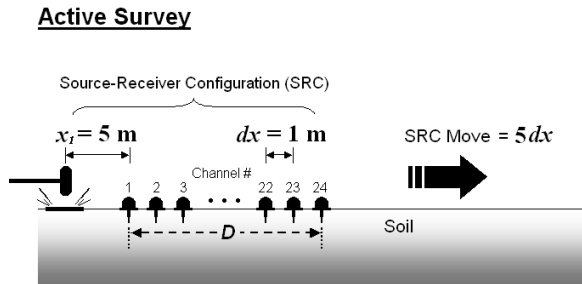 Active Survey
Source-Receiver Configuration (SRC)
x₁ = 5 m
dx = 1 m
SRC Move = 5dx
Channel #
1 2 3 • • • 22 23 24
D
Soil